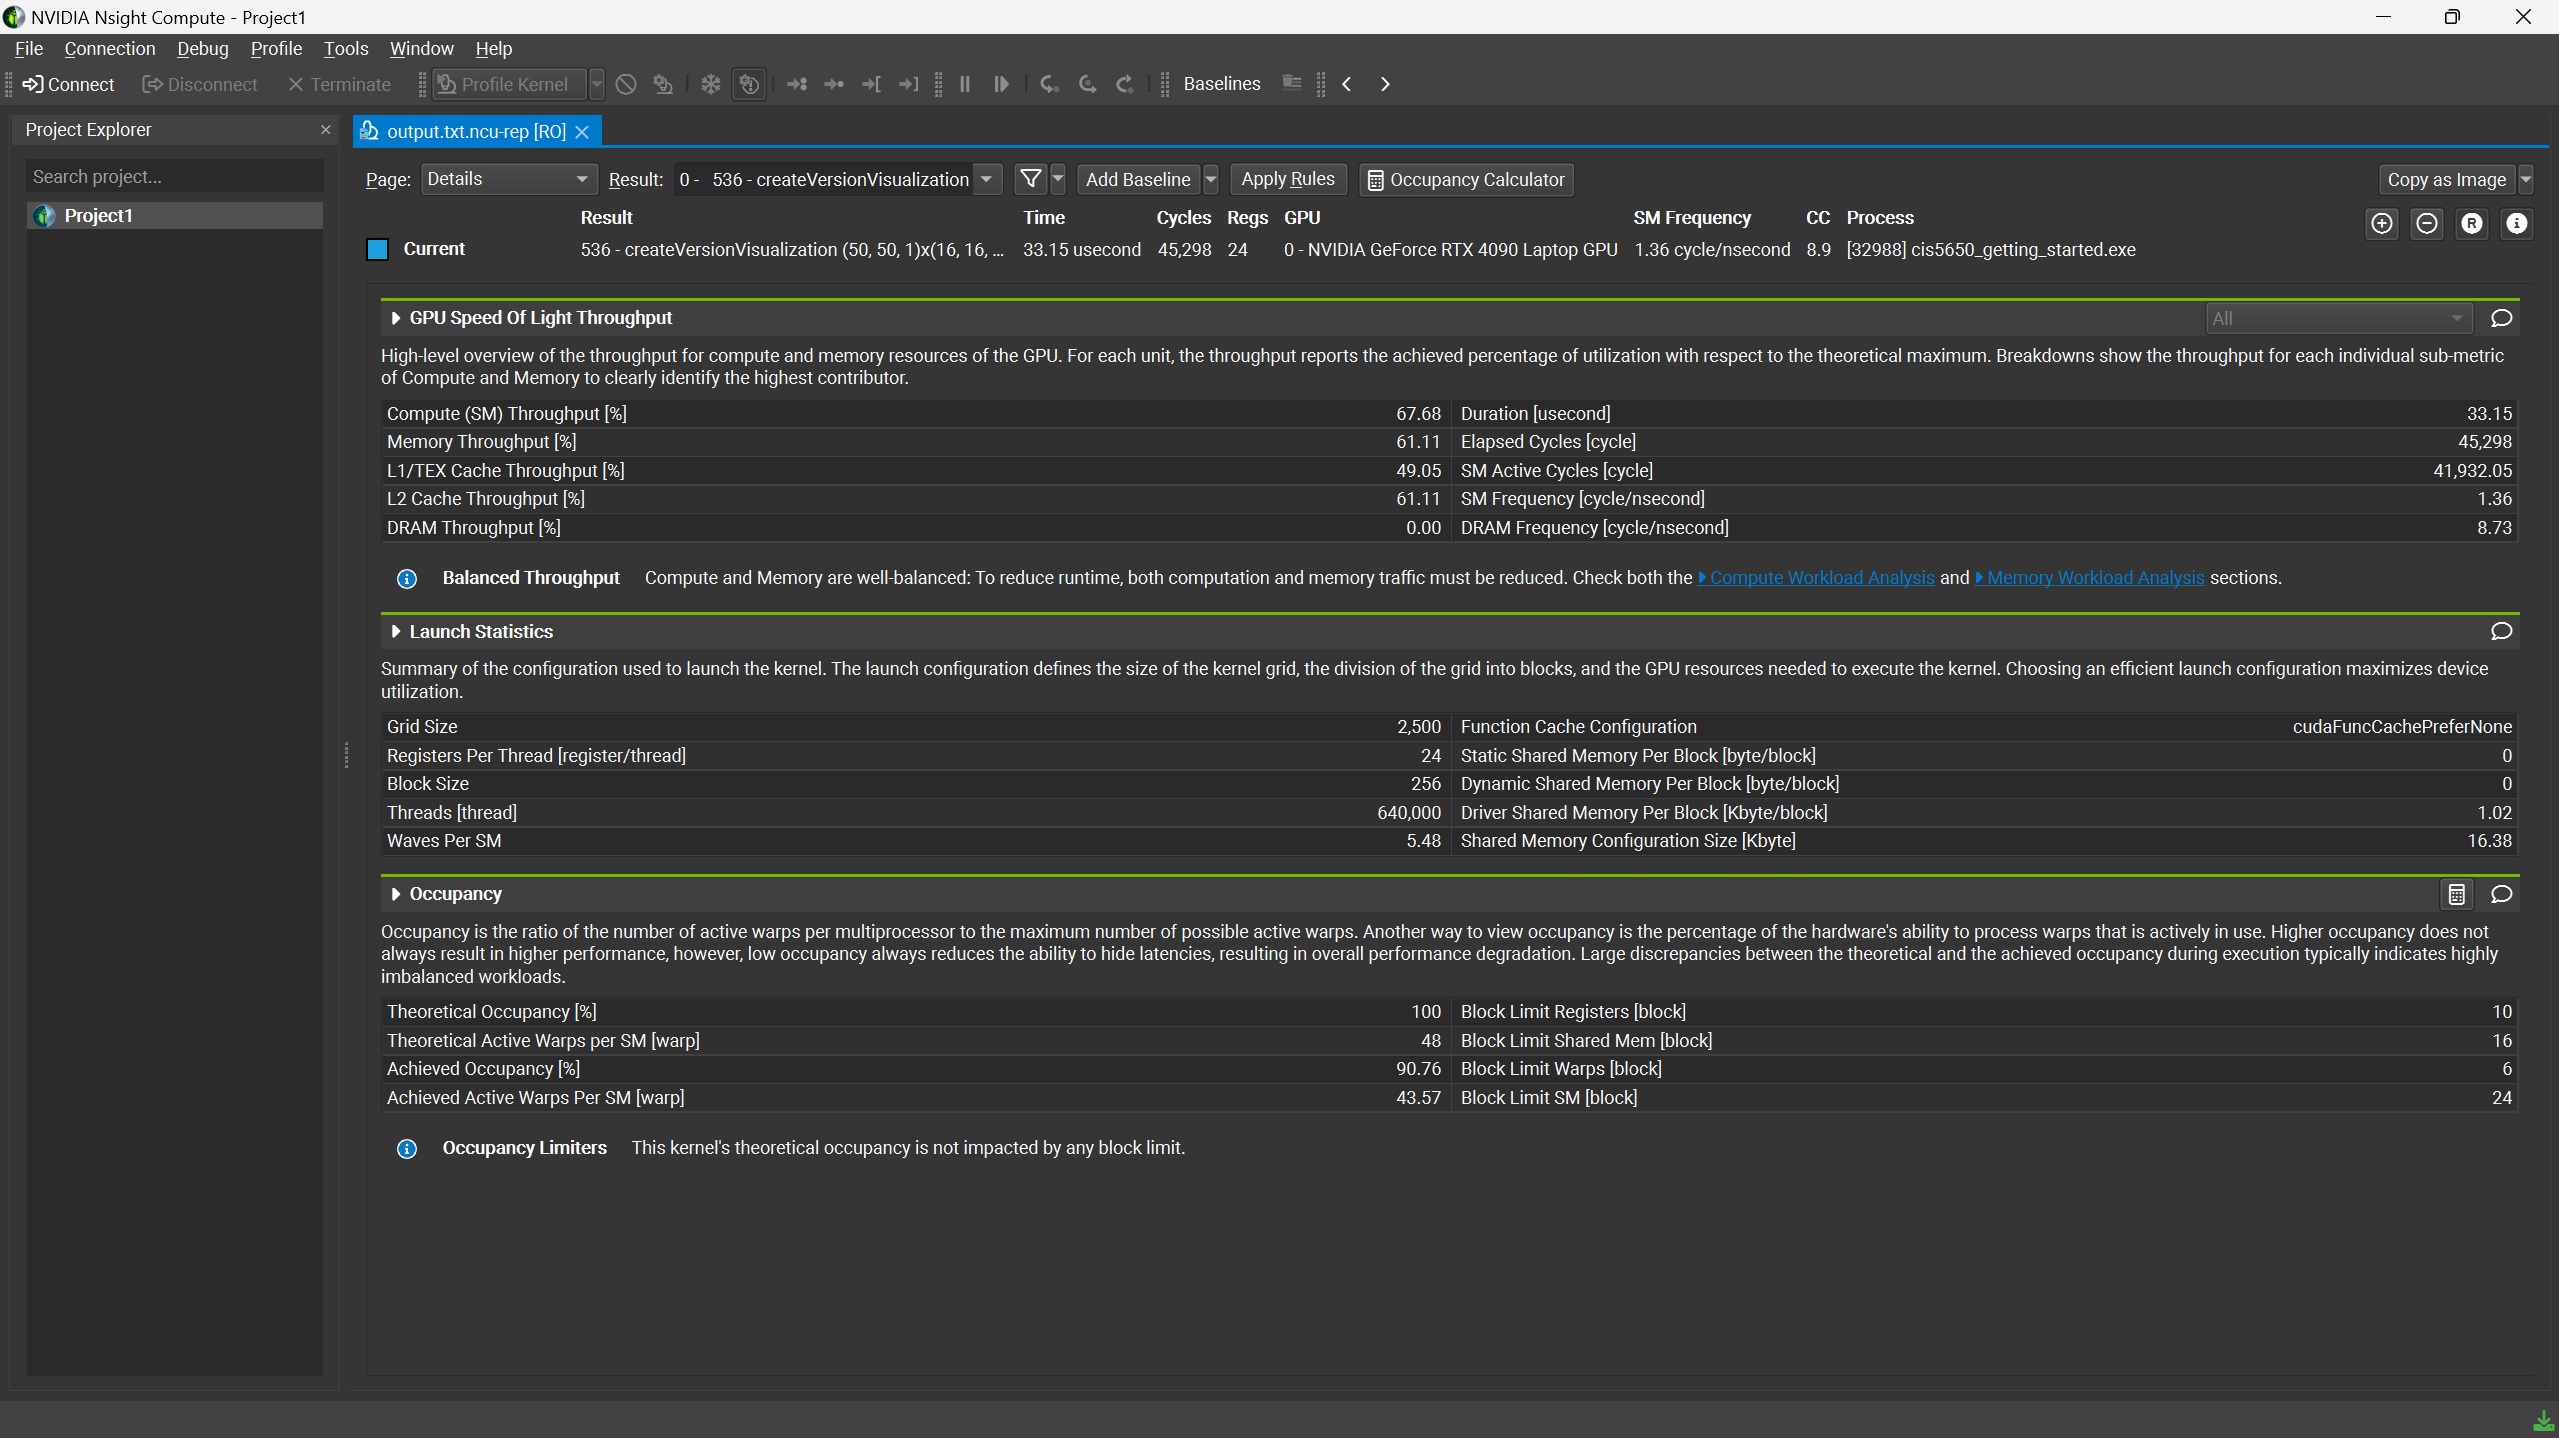 NVIDIA Nsight Compute - Project1
File Connection Debug Profile Tools Window Help
Connect Disconnect Terminate Profile Kernel Baselines
Project Explorer
output.txt.ncu-rep [RO]
Search project...
Project1
Page: Details Result: 0 - 536 - createVersionVisualization Add Baseline Apply Rules Occupancy Calculator Copy as Image
Result Time Cycles Regs GPU SM Frequency CC Process
Current 536 - createVersionVisualization (50, 50, 1)x(16, 16, ... 33.15 usecond 45,298 24 0 - NVIDIA GeForce RTX 4090 Laptop GPU 1.36 cycle/nsecond 8.9 [32988] cis5650_getting_started.exe
R
GPU Speed Of Light Throughput All
High-level overview of the throughput for compute and memory resources of the GPU. For each unit, the throughput reports the achieved percentage of utilization with respect to the theoretical maximum. Breakdowns show the throughput for each individual sub-metric
of Compute and Memory to clearly identify the highest contributor.
Compute (SM) Throughput [%] 67.68 Duration [usecond] 33.15
Memory Throughput [%] 61.11 Elapsed Cycles [cycle] 45,298
L1/TEX Cache Throughput [%] 49.05 SM Active Cycles [cycle] 41,932.05
L2 Cache Throughput [%] 61.11 SM Frequency [cycle/nsecond] 1.36
DRAM Throughput [%] 0.00 DRAM Frequency [cycle/nsecond] 8.73
Balanced Throughput Compute and Memory are well-balanced: To reduce runtime, both computation and memory traffic must be reduced. Check both the Compute Workload Analysis and Memory Workload Analysis sections.
Launch Statistics
Summary of the configuration used to launch the kernel. The launch configuration defines the size of the kernel grid, the division of the grid into blocks, and the GPU resources needed to execute the kernel. Choosing an efficient launch configuration maximizes device
utilization.
Grid Size 2,500 Function Cache Configuration cudaFuncCachePreferNone
Registers Per Thread [register/thread] 24 Static Shared Memory Per Block [byte/block] 0
Block Size 256 Dynamic Shared Memory Per Block [byte/block] 0
Threads [thread] 640,000 Driver Shared Memory Per Block [Kbyte/block] 1.02
Waves Per SM 5.48 Shared Memory Configuration Size [Kbyte] 16.38
Occupancy
Occupancy is the ratio of the number of active warps per multiprocessor to the maximum number of possible active warps. Another way to view occupancy is the percentage of the hardware's ability to process warps that is actively in use. Higher occupancy does not
always result in higher performance, however, low occupancy always reduces the ability to hide latencies, resulting in overall performance degradation. Large discrepancies between the theoretical and the achieved occupancy during execution typically indicates highly
imbalanced workloads.
Theoretical Occupancy [%] 100 Block Limit Registers [block] 10
Theoretical Active Warps per SM [warp] 48 Block Limit Shared Mem [block] 16
Achieved Occupancy [%] 90.76 Block Limit Warps [block] 6
Achieved Active Warps Per SM [warp] 43.57 Block Limit SM [block] 24
Occupancy Limiters This kernel's theoretical occupancy is not impacted by any block limit.